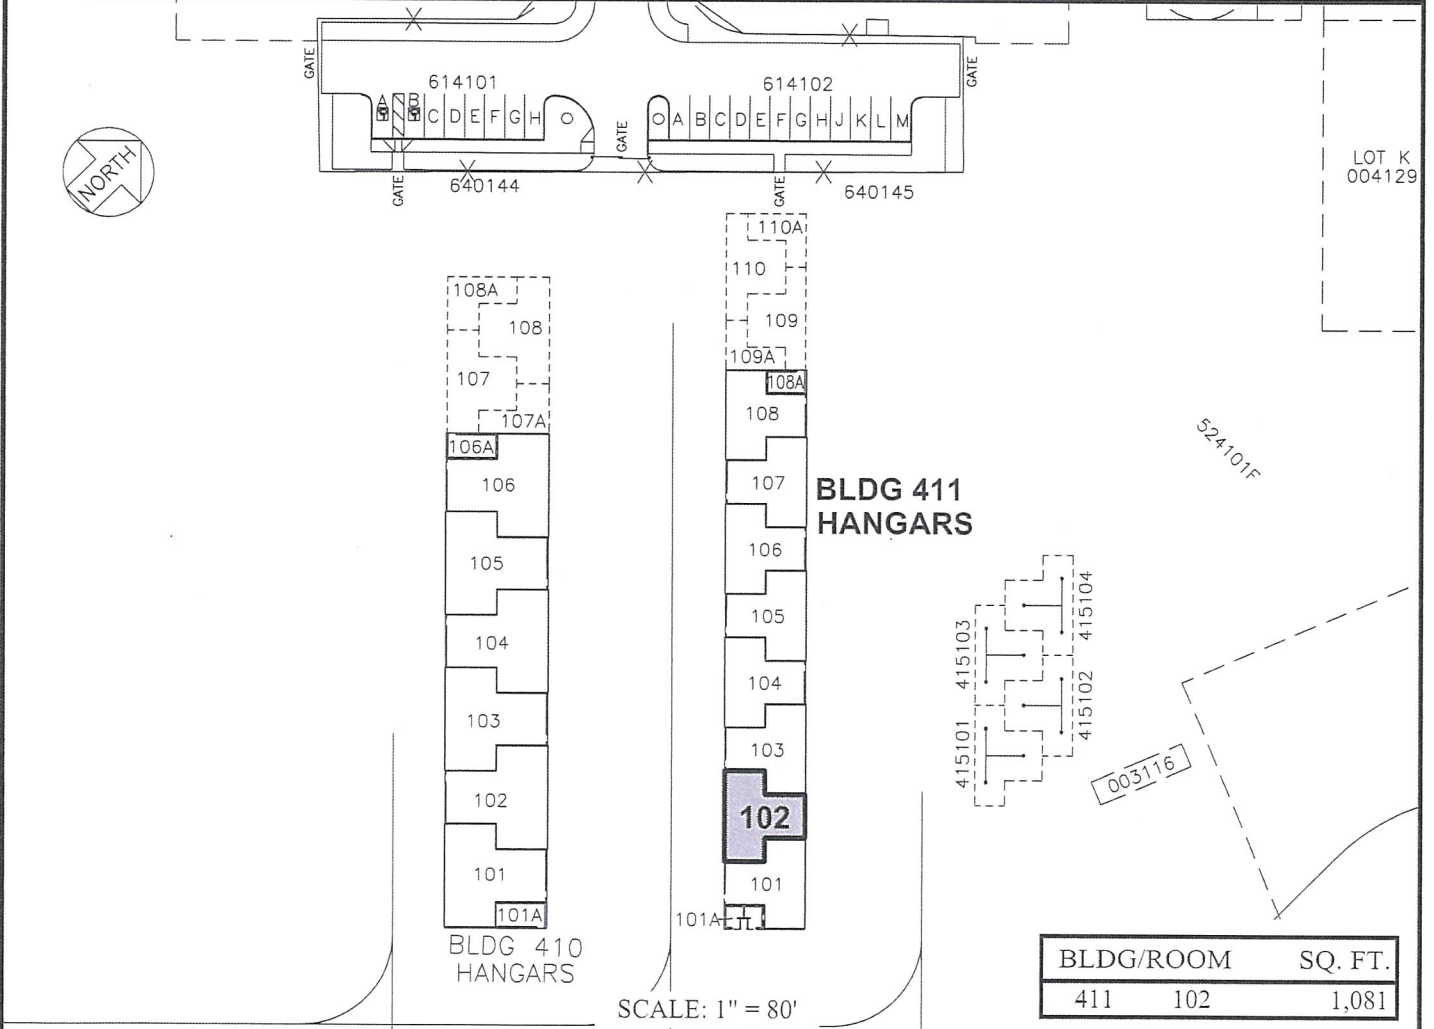 GATE
614101
614102
GATE
A
B
C
D
E
F
G
H
O
GATE
O
A
B
C
D
E
F
G
H
J
K
L
M
NORTH
LOT K
004129
GATE
640144
GATE
640145
110A
110
109
109A
108A
108
107
107A
108A
108
107
106
105
104
103
102
101
101A
106A
106
105
104
103
102
101
101A
BLDG 410
HANGARS
BLDG 411
HANGARS
524101F
415103
415104
415101
415102
003116
SCALE: 1" = 80'
BLDG/ROOM SQ. FT.
411 102 1,081